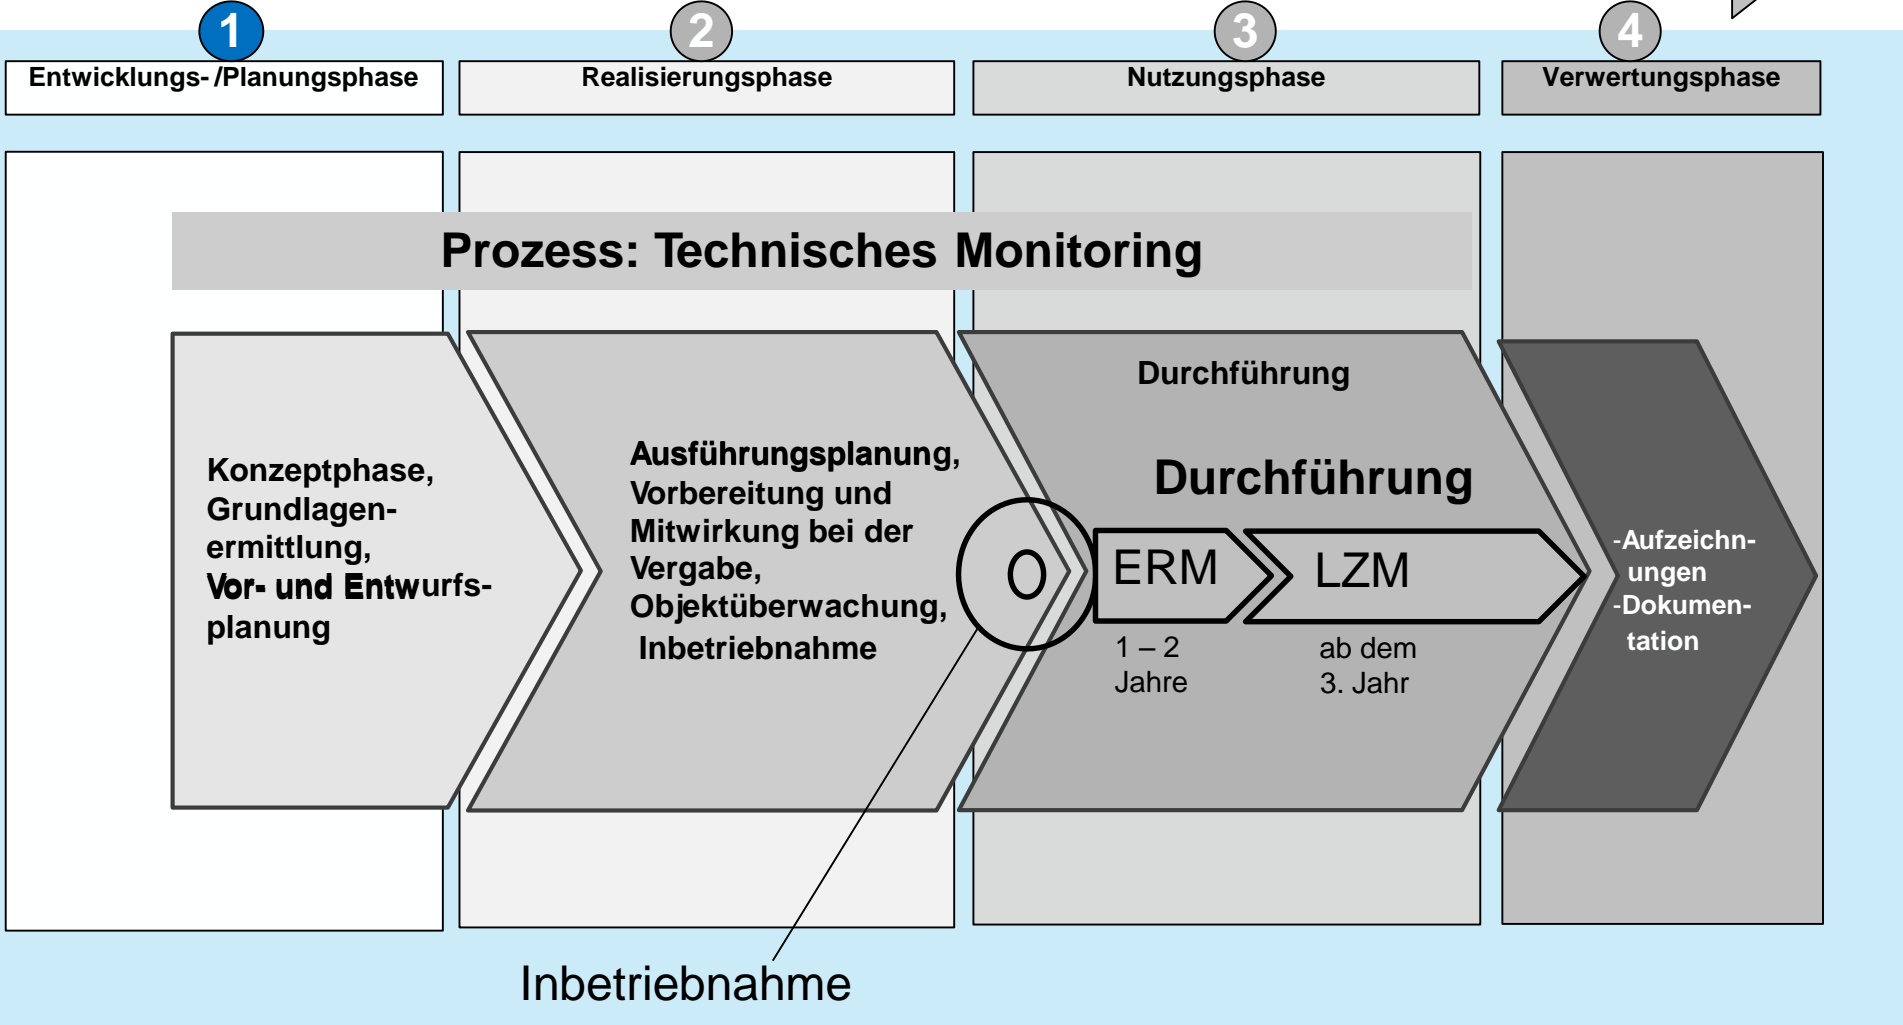 1
2
3
4
Entwicklungs- /Planungsphase
Realisierungsphase
Nutzungsphase
Verwertungsphase
Prozess: Technisches Monitoring
Konzeptphase,
Grundlagen-
ermittlung,
Vor- und Entwurfs-
planung
Ausführungsplanung,
Vorbereitung und
Mitwirkung bei der
Vergabe,
Objektüberwachung,
Inbetriebnahme
Durchführung
Durchführung
ERM
LZM
1 – 2
Jahre
ab dem
3. Jahr
-Aufzeichn-
ungen
-Dokumen-
tation
Inbetriebnahme